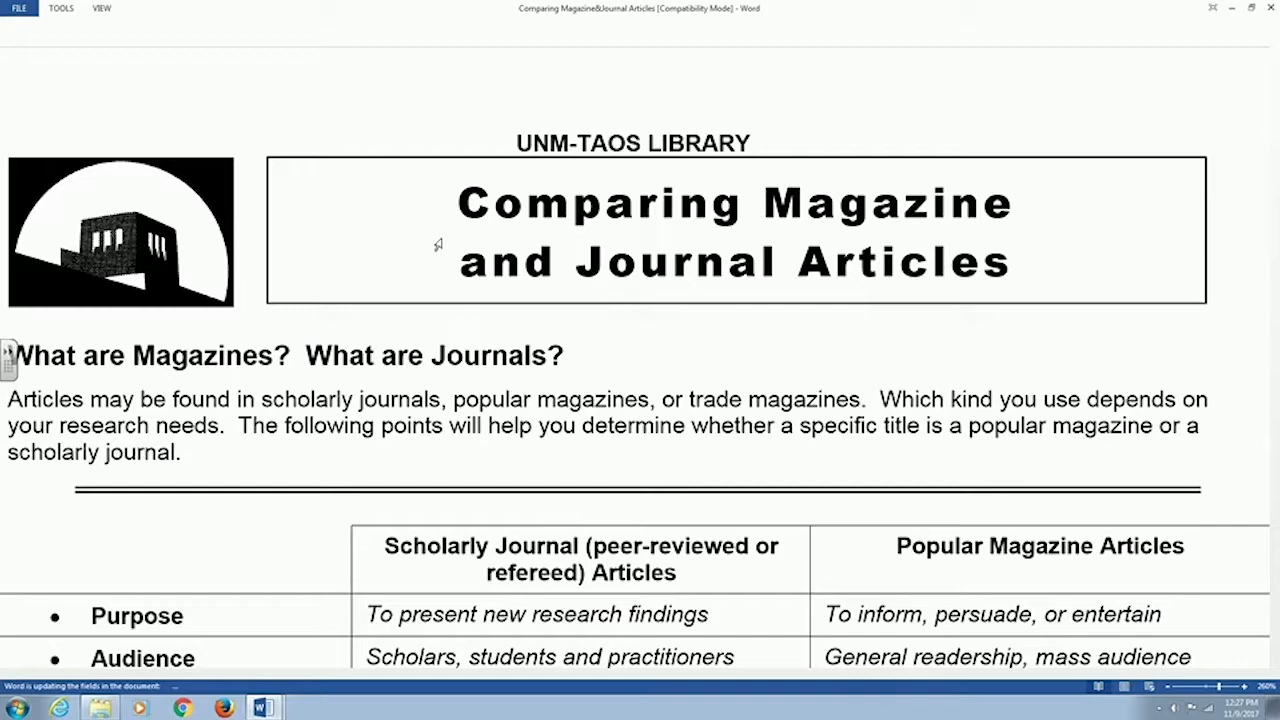 FILE TOOLS VIEW
Comparing Magazine&Journal Articles [Compatibility Mode] - Word
UNM-TAOS LIBRARY
Comparing Magazine
and Journal Articles
What are Magazines? What are Journals?
Articles may be found in scholarly journals, popular magazines, or trade magazines. Which kind you use depends on
your research needs. The following points will help you determine whether a specific title is a popular magazine or a
scholarly journal.
Scholarly Journal (peer-reviewed or
refereed) Articles
Popular Magazine Articles
• Purpose
To present new research findings
To inform, persuade, or entertain
• Audience
Scholars, students and practitioners
General readership, mass audience
Word is updating the fields in the document: ...
260%
12:27 PM
11/9/2017